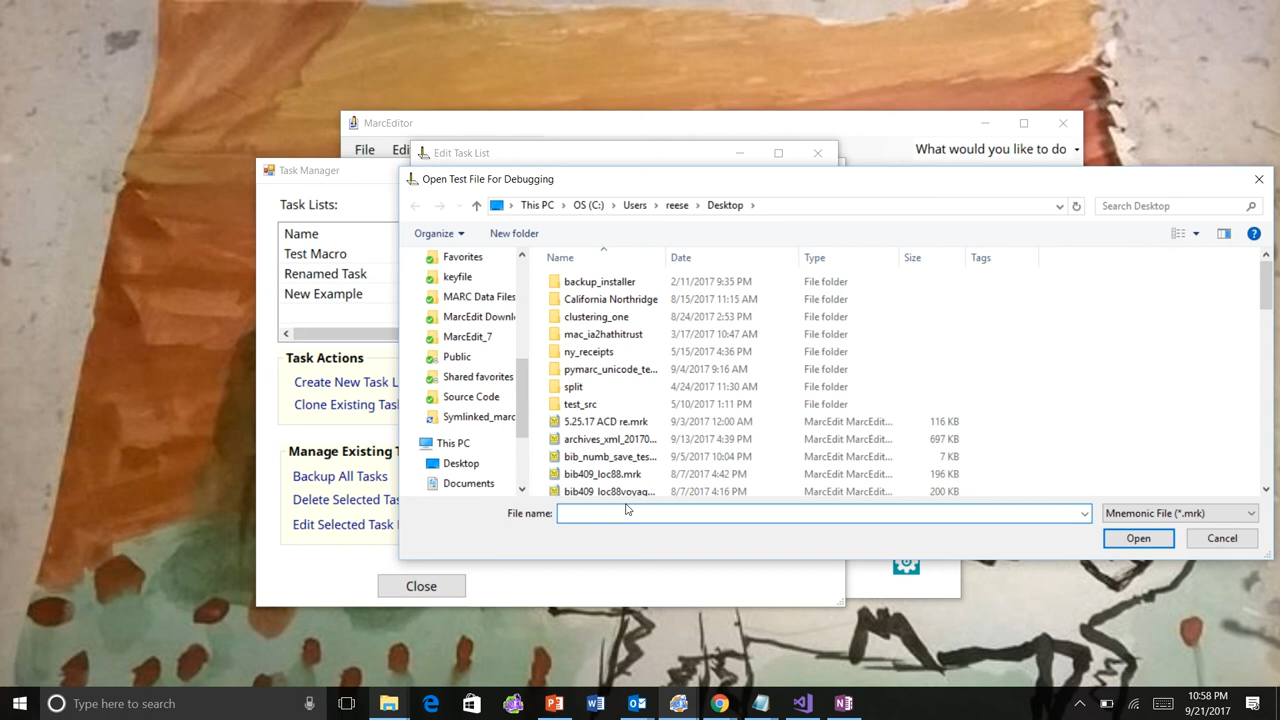 MarcEditor
File Edi What would you like to do
Edit Task List
Task Manager
Task Lists:
Name
Test Macro
Renamed Task
New Example
Task Actions
Create New Task L
Clone Existing Tas
Manage Existing T
Backup All Tasks
Delete Selected Ta
Edit Selected Task
Close
Open Test File For Debugging
This PC OS (C:) Users reese Desktop
Search Desktop
Organize New folder
Favorites
keyfile
MARC Data Files
MarcEdit Downl
MarcEdit_7
Public
Shared favorites
Source Code
Symlinked_marc
This PC
Desktop
Documents
Name Date Type Size Tags
backup_installer 2/11/2017 9:35 PM File folder
California Northridge 8/15/2017 11:15 AM File folder
clustering_one 8/24/2017 2:53 PM File folder
mac_ia2hathitrust 3/17/2017 10:47 AM File folder
ny_receipts 5/15/2017 4:36 PM File folder
pymarc_unicode_te... 9/4/2017 9:16 AM File folder
split 4/24/2017 11:30 AM File folder
test_src 5/10/2017 1:11 PM File folder
5.25.17 ACD re.mrk 9/3/2017 12:00 AM MarcEdit MarcEdit... 116 KB
archives_xml_20170... 9/13/2017 4:39 PM MarcEdit MarcEdit... 697 KB
bib_numb_save_tes... 9/5/2017 10:04 PM MarcEdit MarcEdit... 7 KB
bib409_loc88.mrk 8/7/2017 4:42 PM MarcEdit MarcEdit... 196 KB
bib409_loc88voyag... 8/7/2017 4:16 PM MarcEdit MarcEdit... 200 KB
File name:
Mnemonic File (*.mrk)
Open Cancel
Type here to search
10:58 PM
9/21/2017